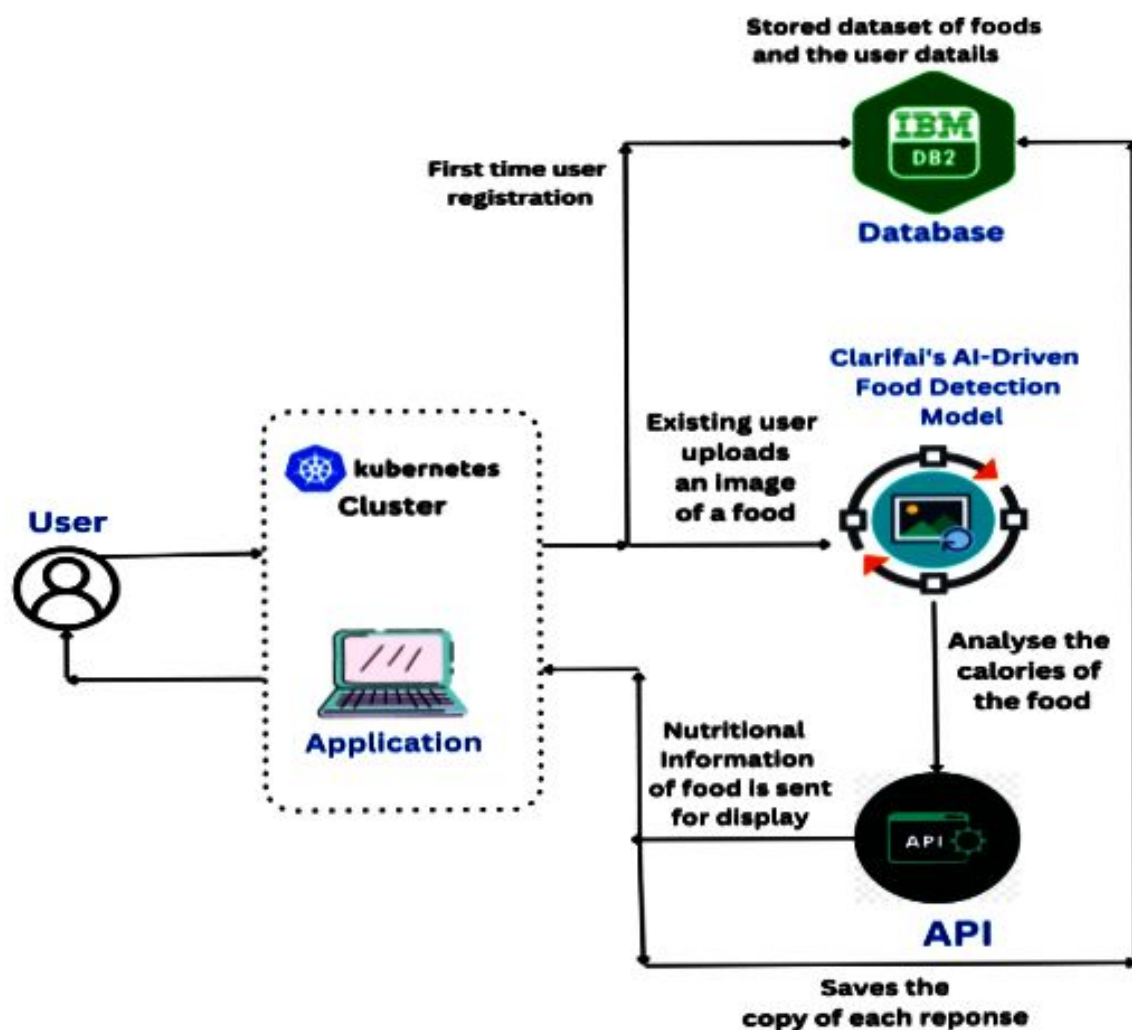 Stored dataset of foods
and the user datails
IBM
DB2
Database
First time user
registration
Clarifai's AI-Driven
Food Detection
Model
Existing user
uploads
an image
of a food
kubernetes
Cluster
User
Application
Analyse the
calories of
the food
Nutritional
Information
of food is sent
for display
API
API
Saves the
copy of each reponse